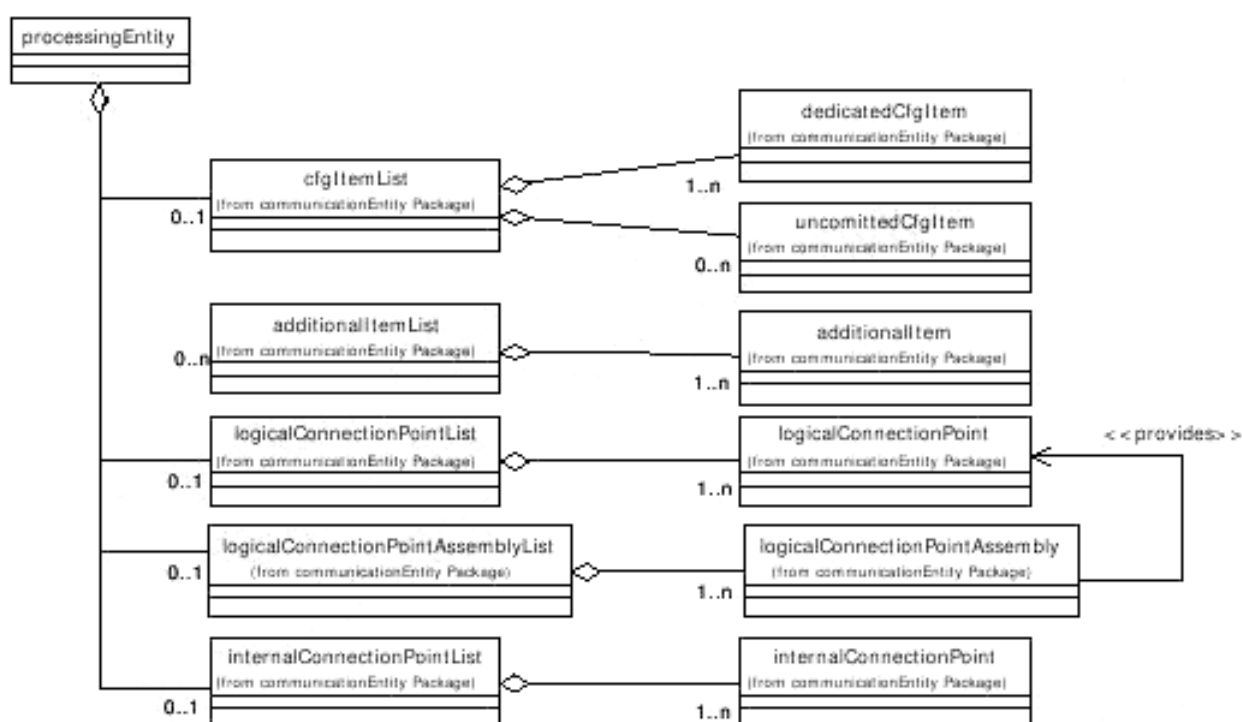 processingEntity
dedicatedCfgItem
(from communicationEntity Package)
1..n
cfgItemList
(from communicationEntity Package)
0..1
uncomittedCfgItem
(from communicationEntity Package)
0..n
additionalItemList
(from communicationEntity Package)
0..n
additionalItem
(from communicationEntity Package)
1..n
logicalConnectionPointList
(from communicationEntity Package)
0..1
logicalConnectionPoint
(from communicationEntity Package)
1..n
<<provides>>
logicalConnectionPointAssemblyList
(from communicationEntity Package)
0..1
logicalConnectionPointAssembly
(from communicationEntity Package)
1..n
internalConnectionPointList
(from communicationEntity Package)
0..1
internalConnectionPoint
(from communicationEntity Package)
1..n